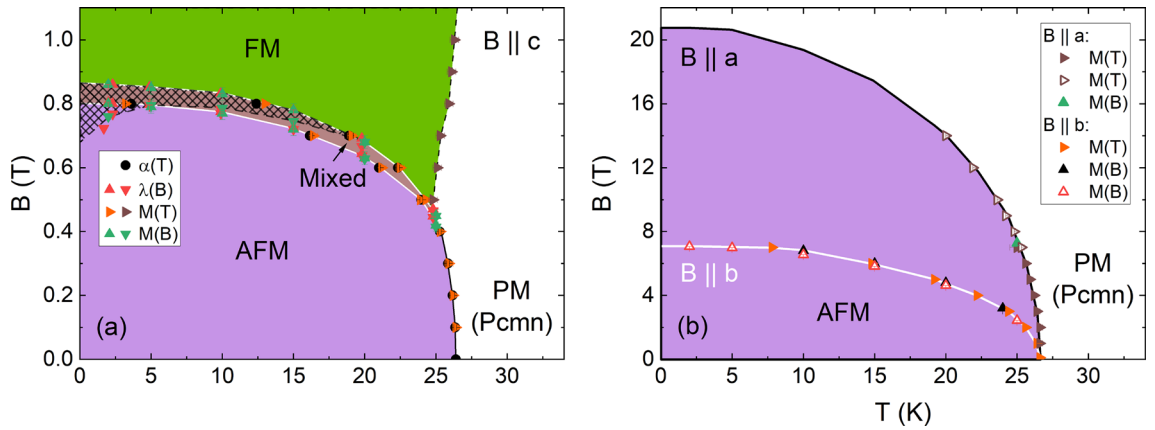 1.0
0.8
0.6
0.4
0.2
0.0
B (T)
FM
B || c
Mixed
α(T)
λ(B)
M(T)
M(B)
AFM
PM
(Pcmn)
(a)
0 5 10 15 20 25 30
20
16
12
8
4
0
B (T)
B || a
B || a:
M(T)
M(T)
M(B)
B || b:
M(T)
M(B)
M(B)
B || b
AFM
PM
(Pcmn)
(b)
0 5 10 15 20 25 30
T (K)